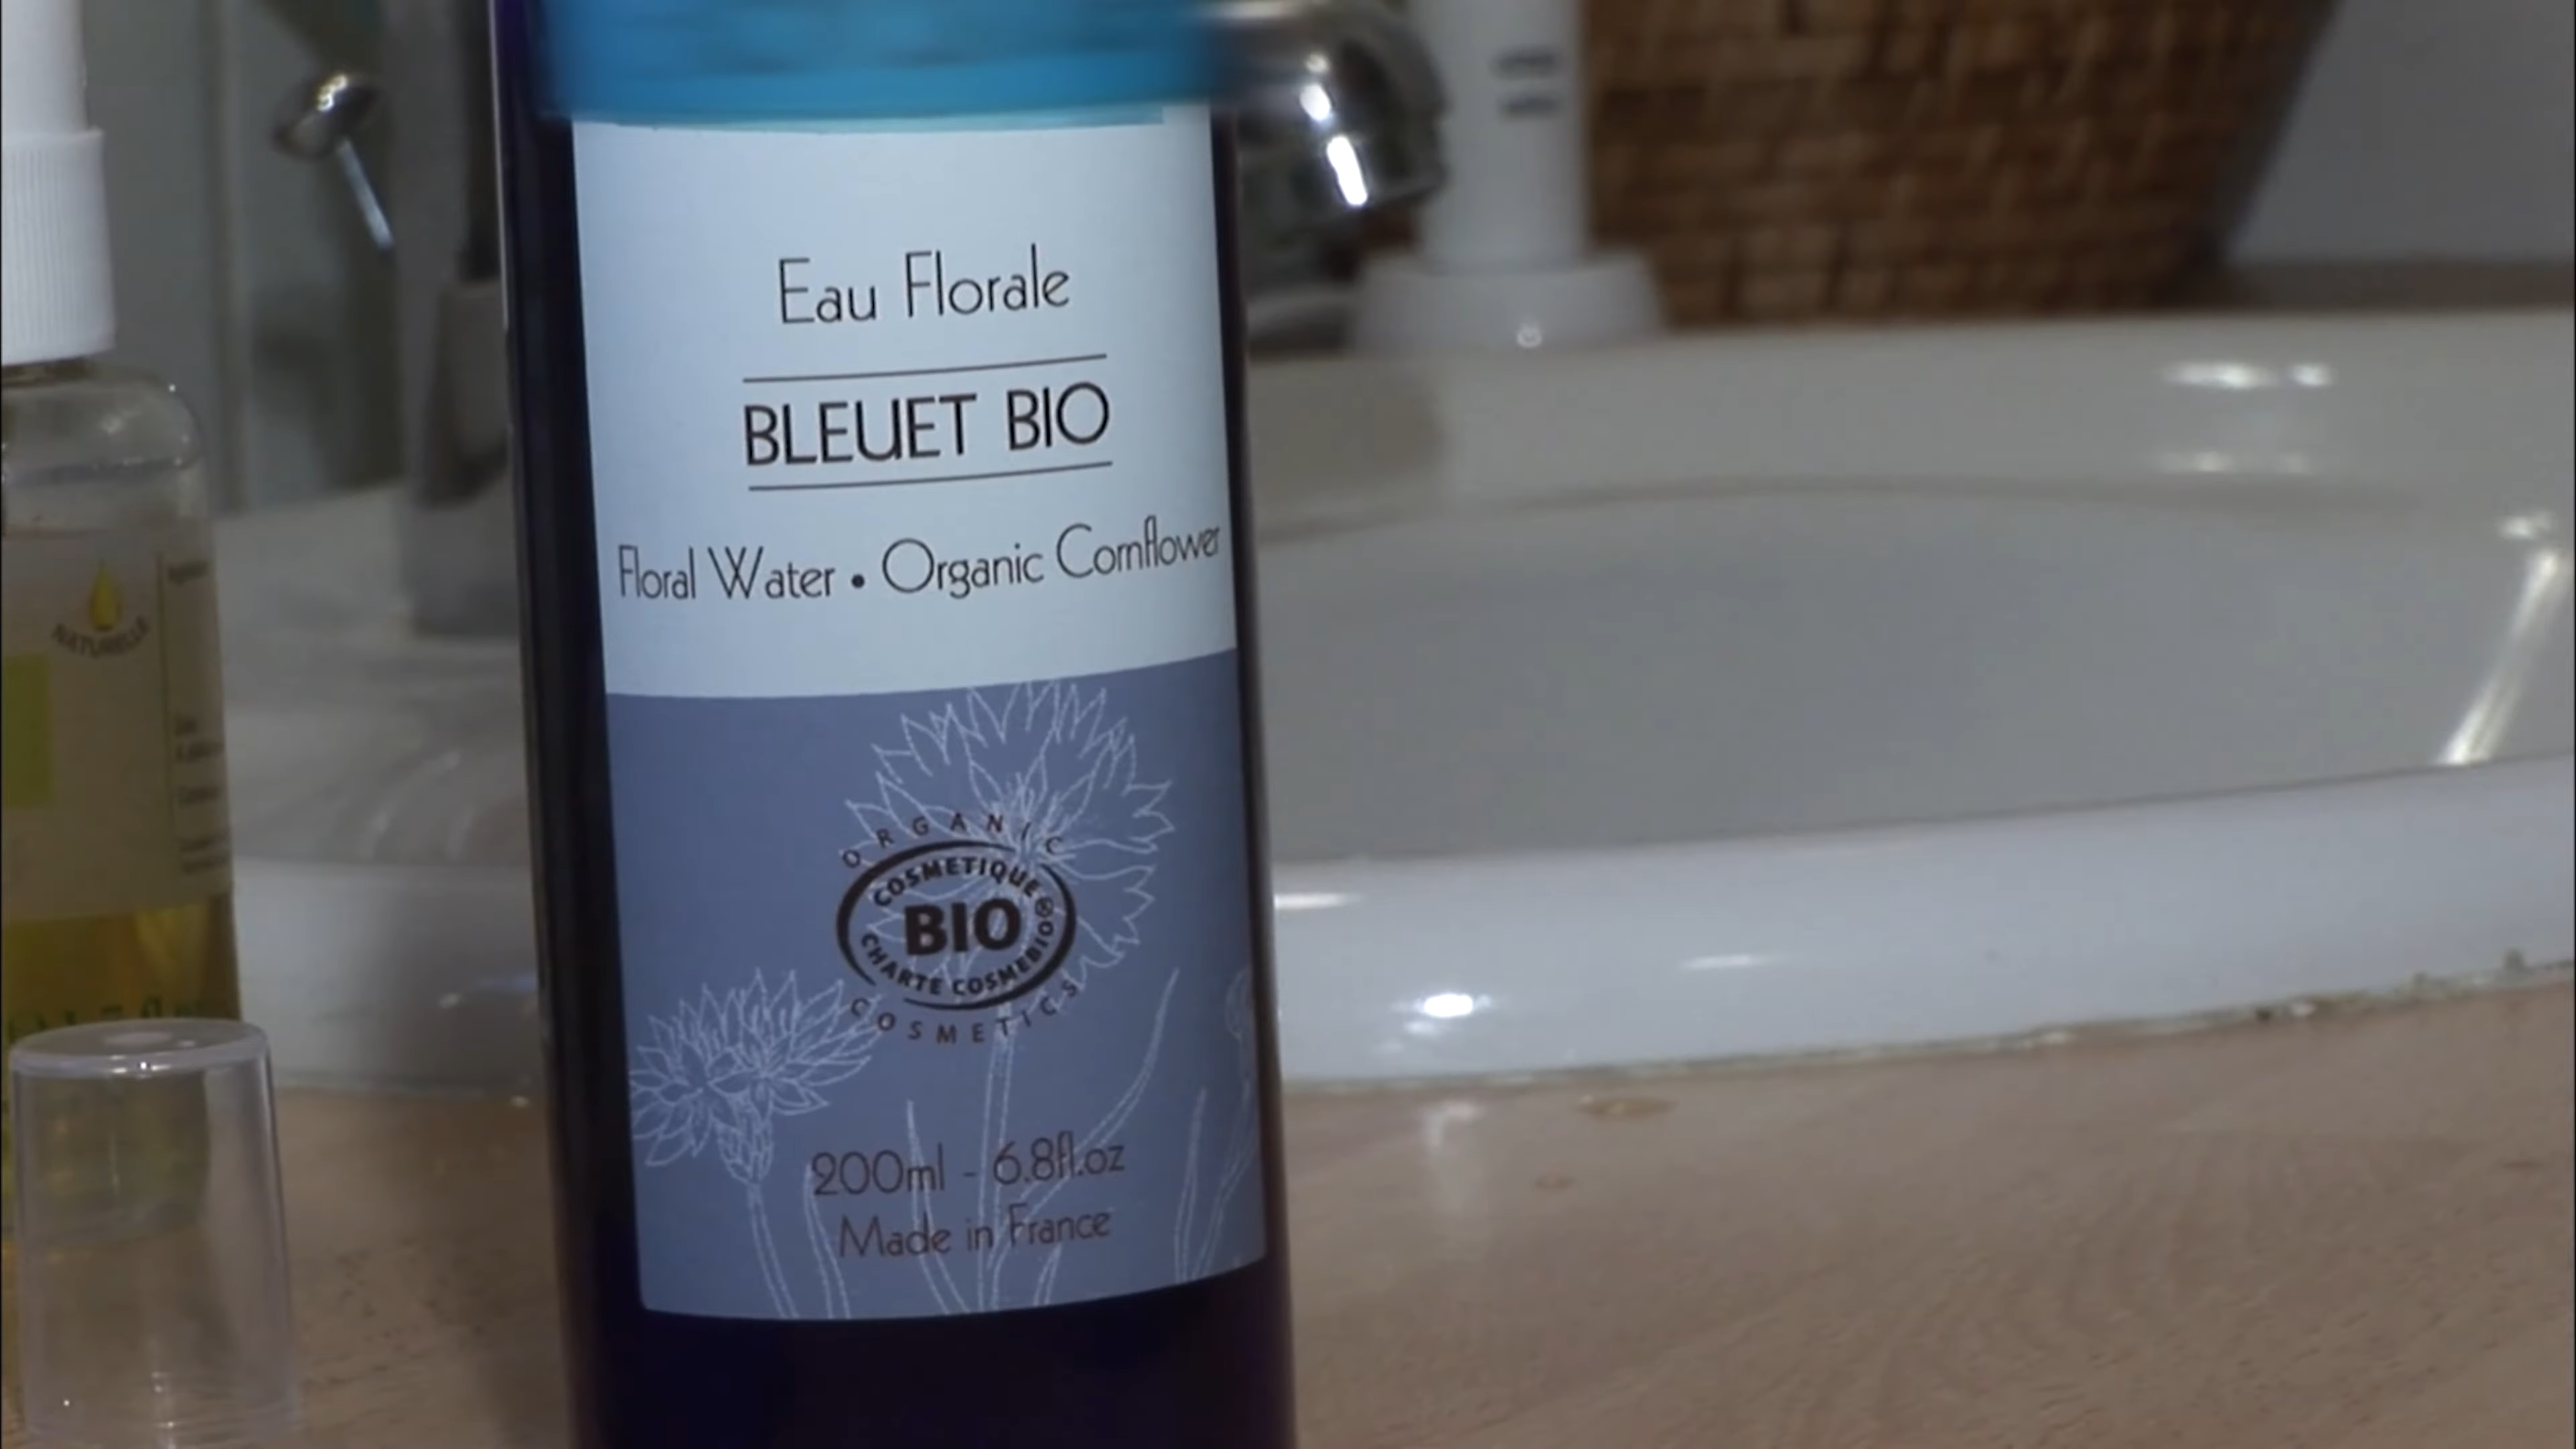 Eau Florale
BLEUET BIO
Floral Water • Organic Cornflower
ORGANIC
COSMETIQUE
BIO
CHARTE COSMEBIO®
COSMETICS
200ml - 6.8fl.oz
Made in France
NATURELLE